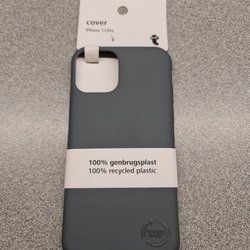 cover
iPhone 11 Pro
100% genbrugsplast
100% recycled plastic